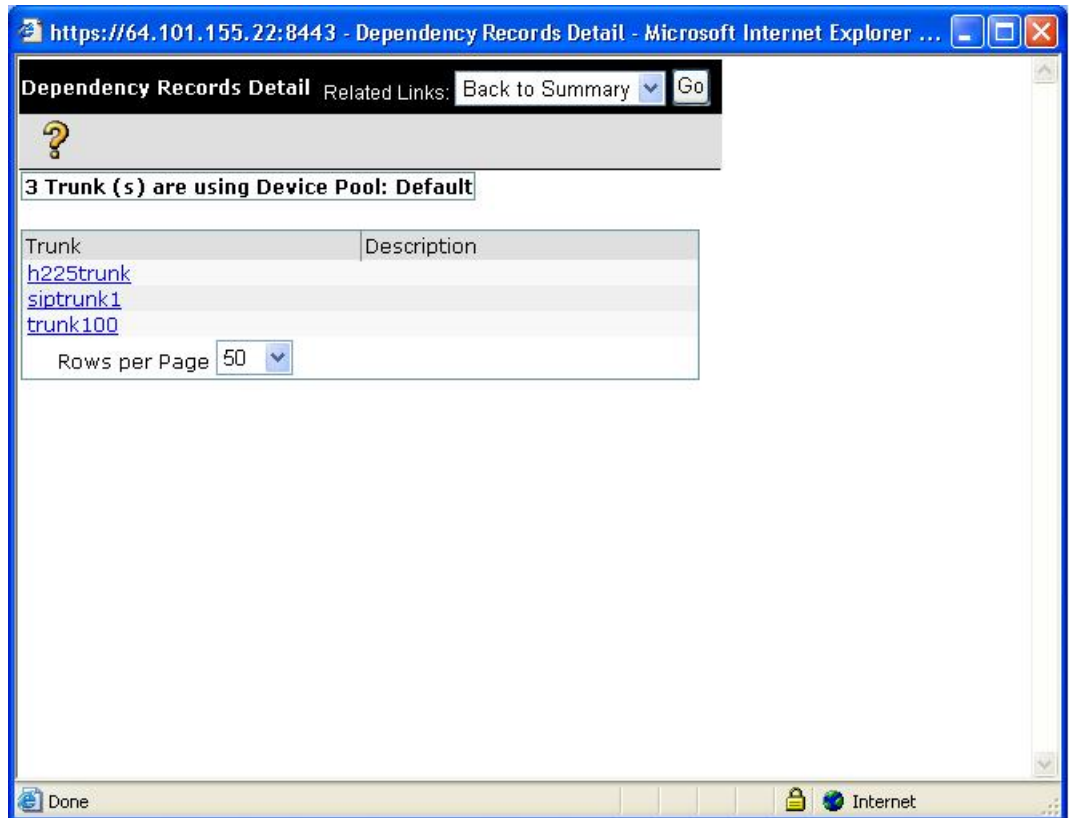 https://64.101.155.22:8443 - Dependency Records Detail - Microsoft Internet Explorer ...
Dependency Records Detail Related Links: Back to Summary Go
?
3 Trunk (s) are using Device Pool: Default
Trunk Description
h225trunk
siptrunk1
trunk100
Rows per Page 50
Done Internet